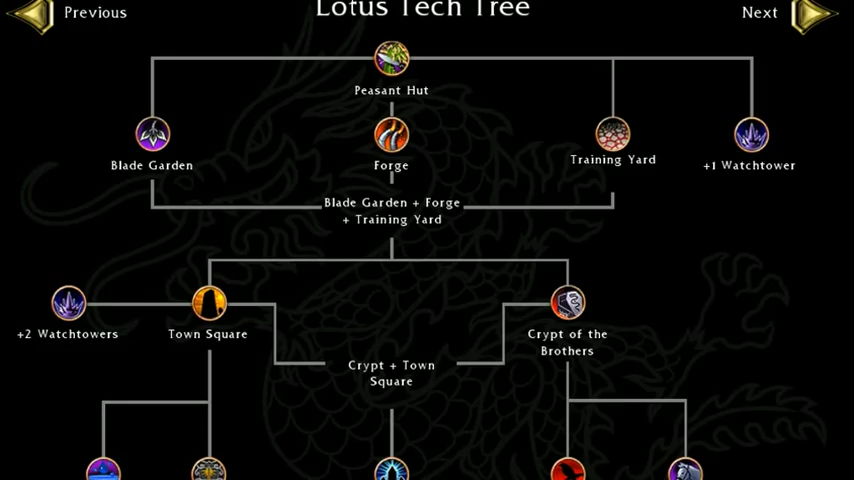 Lotus Tech Tree
Previous
Next
Peasant Hut
Blade Garden
Forge
Training Yard
+1 Watchtower
Blade Garden + Forge
+ Training Yard
+2 Watchtowers
Town Square
Crypt of the
Brothers
Crypt + Town
Square